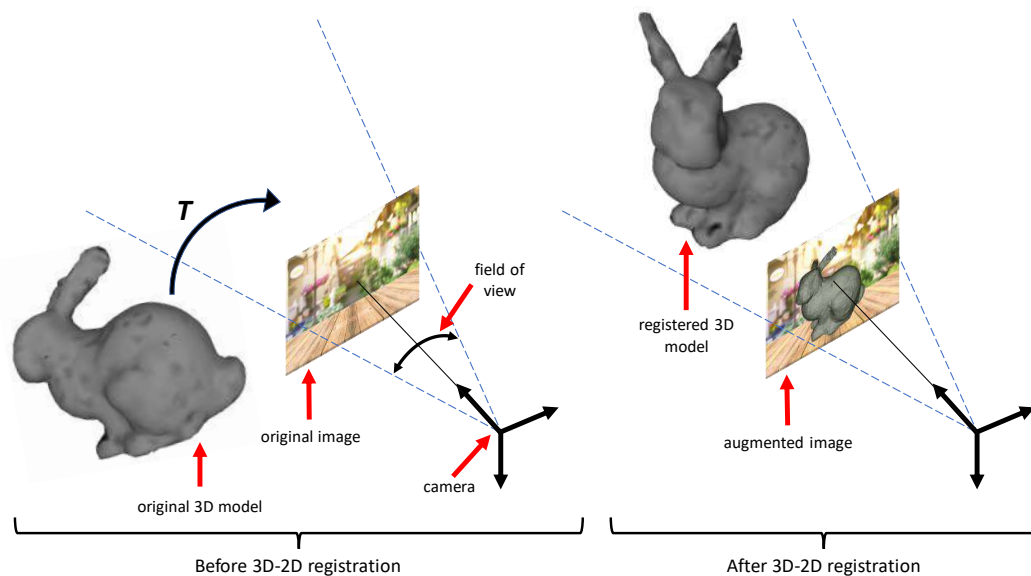 T
field of
view
original image
camera
original 3D model
Before 3D-2D registration
registered 3D
model
augmented image
After 3D-2D registration